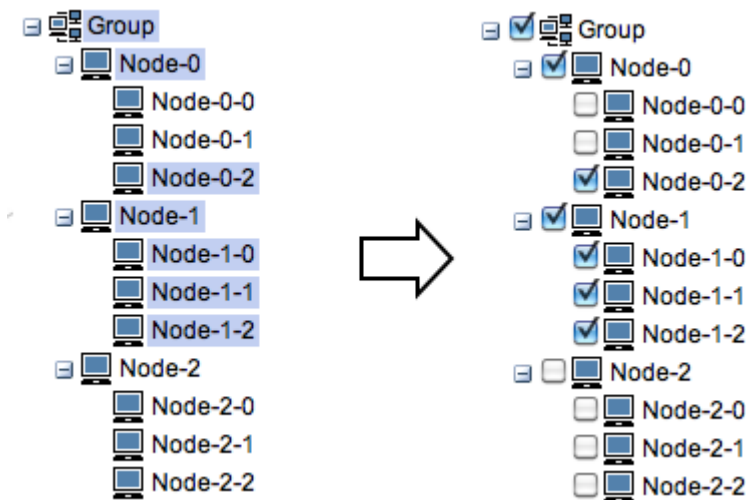 Group
Node-0
Node-0-0
Node-0-1
Node-0-2
Node-1
Node-1-0
Node-1-1
Node-1-2
Node-2
Node-2-0
Node-2-1
Node-2-2
Group
Node-0
Node-0-0
Node-0-1
Node-0-2
Node-1
Node-1-0
Node-1-1
Node-1-2
Node-2
Node-2-0
Node-2-1
Node-2-2